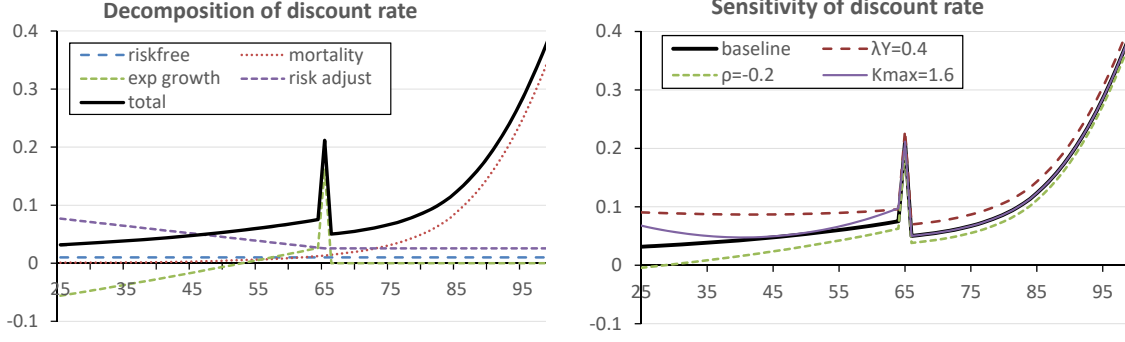 Decomposition of discount rate
0.4
riskfree
mortality
exp growth
risk adjust
total
0.3
0.2
0.1
0
25
35
45
55
65
75
85
95
-0.1
Sensitivity of discount rate
0.4
baseline
λY=0.4
ρ=-0.2
Kmax=1.6
0.3
0.2
0.1
0
25
35
45
55
65
75
85
95
-0.1